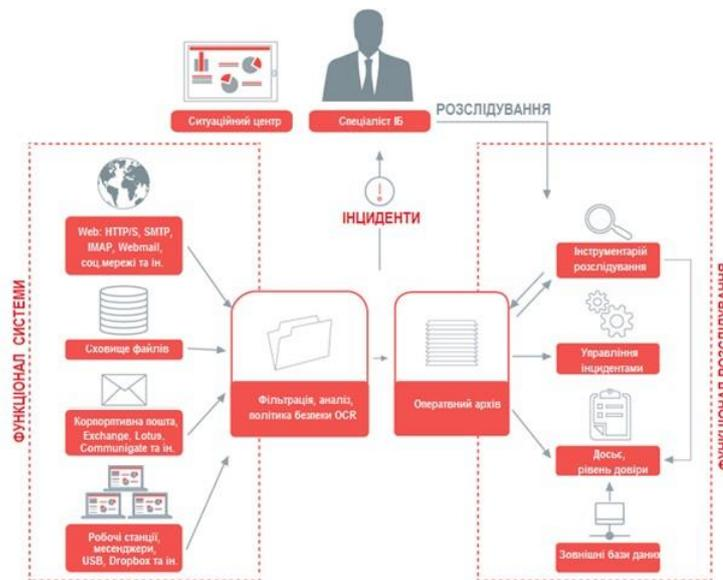 Ситуаційний центр
Спеціаліст ІБ
РОЗСЛІДУВАННЯ
ІНЦИДЕНТИ
ФУНКЦІОНАЛ СИСТЕМИ
Web: HTTP/S, SMTP,
IMAP, Webmail,
соц.мережі та ін.
Сховище файлів
Корпортивна пошта,
Exchange, Lotus,
Communigate та ін.
Робочі станції,
месенджери,
USB, Dropbox та ін.
Фільтрація, аналіз,
політика безпеки OCR
Оператвний архів
Інструментарій
розслідування
Управління
інцидентами
Досьє,
рівень довіри
Зовнішні бази даних
ФУНКЦІОНАЛ РОЗСЛІДУВАННЯ